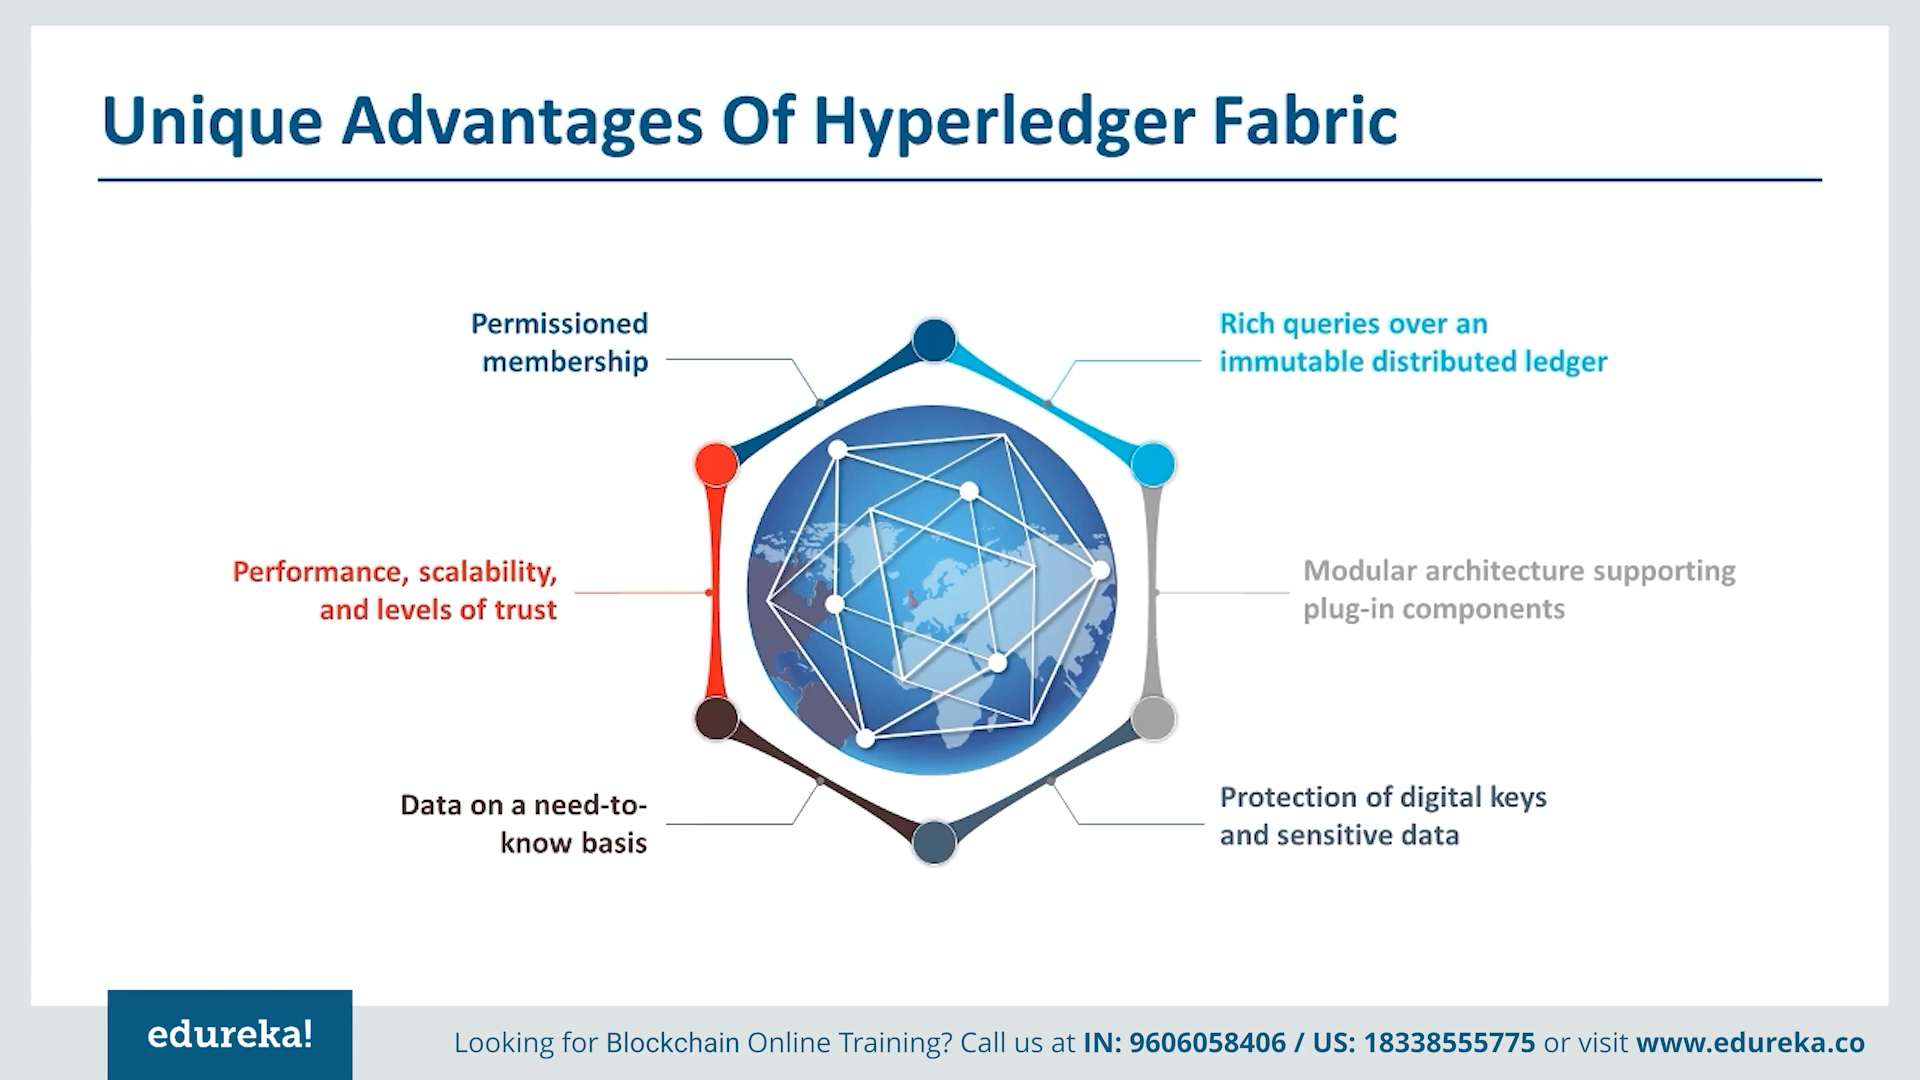 Unique Advantages Of Hyperledger Fabric
Permissioned
membership
Rich queries over an
immutable distributed ledger
Performance, scalability,
and levels of trust
Modular architecture supporting
plug-in components
Data on a need-to-
know basis
Protection of digital keys
and sensitive data
edureka!
Looking for Blockchain Online Training? Call us at IN: 9606058406 / US: 18338555775 or visit www.edureka.co